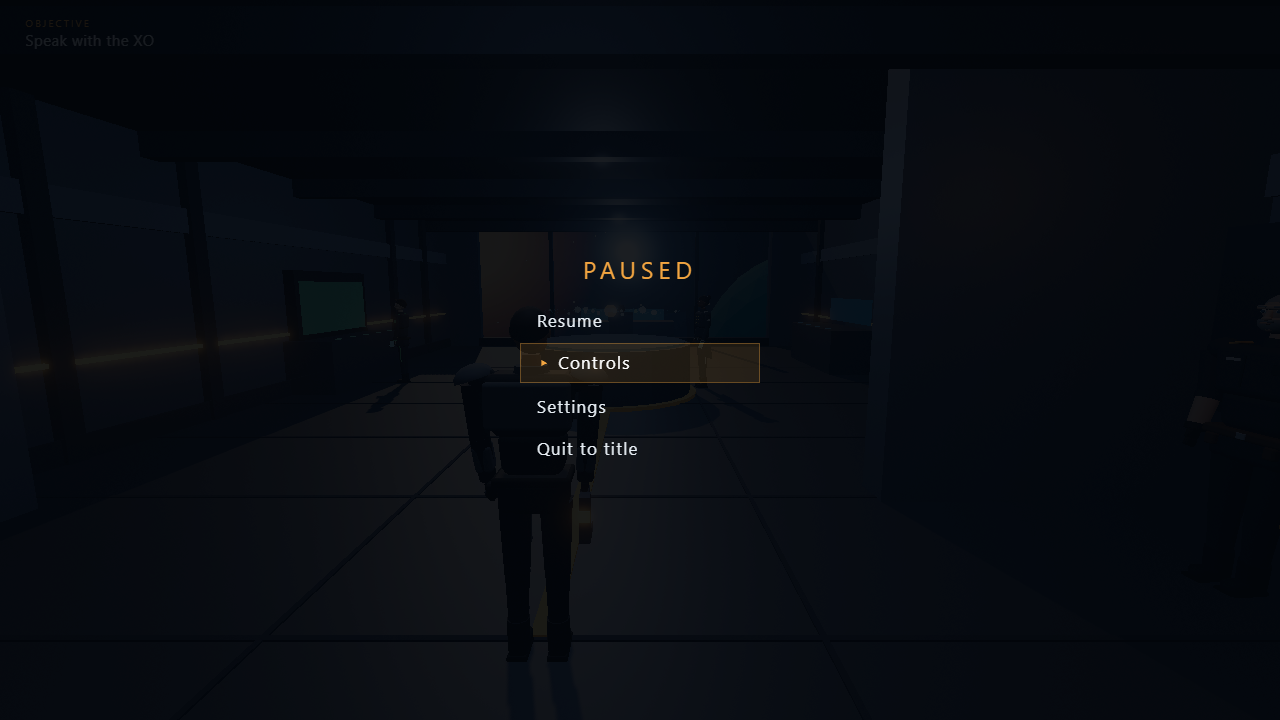 OBJECTIVE
Speak with the XO
PAUSED
Resume
Controls
Settings
Quit to title